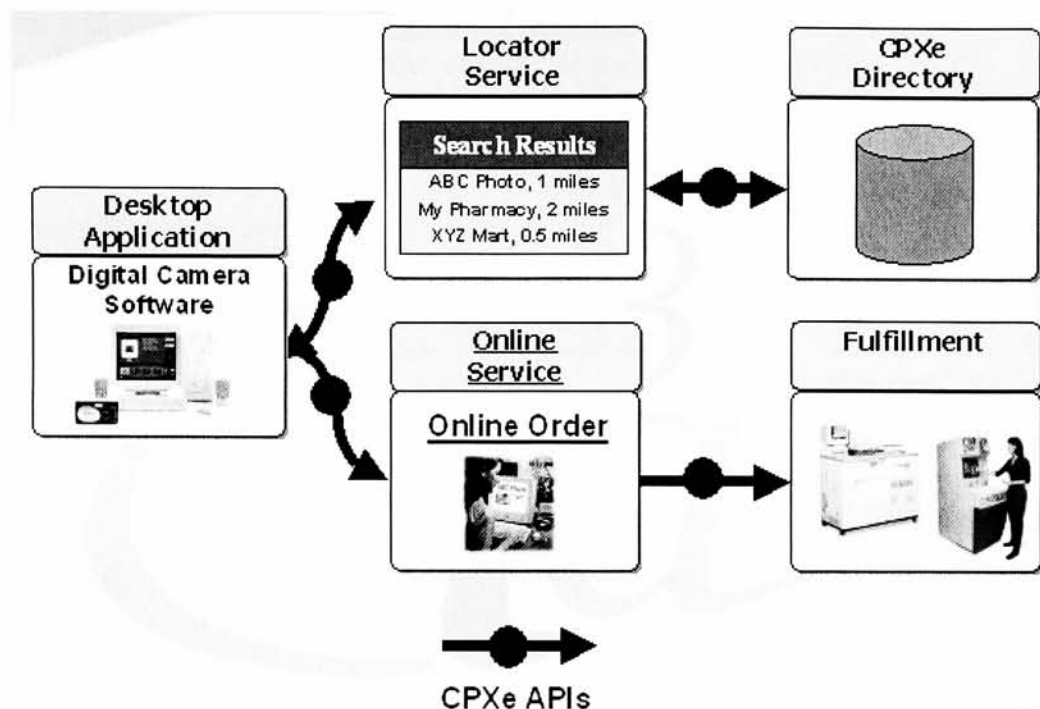 Locator
Service
CPXe
Directory
Search Results
ABC Photo, 1 miles
My Pharmacy, 2 miles
XYZ Mart, 0.5 miles
Desktop
Application
Digital Camera
Software
Online
Service
Online Order
Fulfillment
CPXe APIs